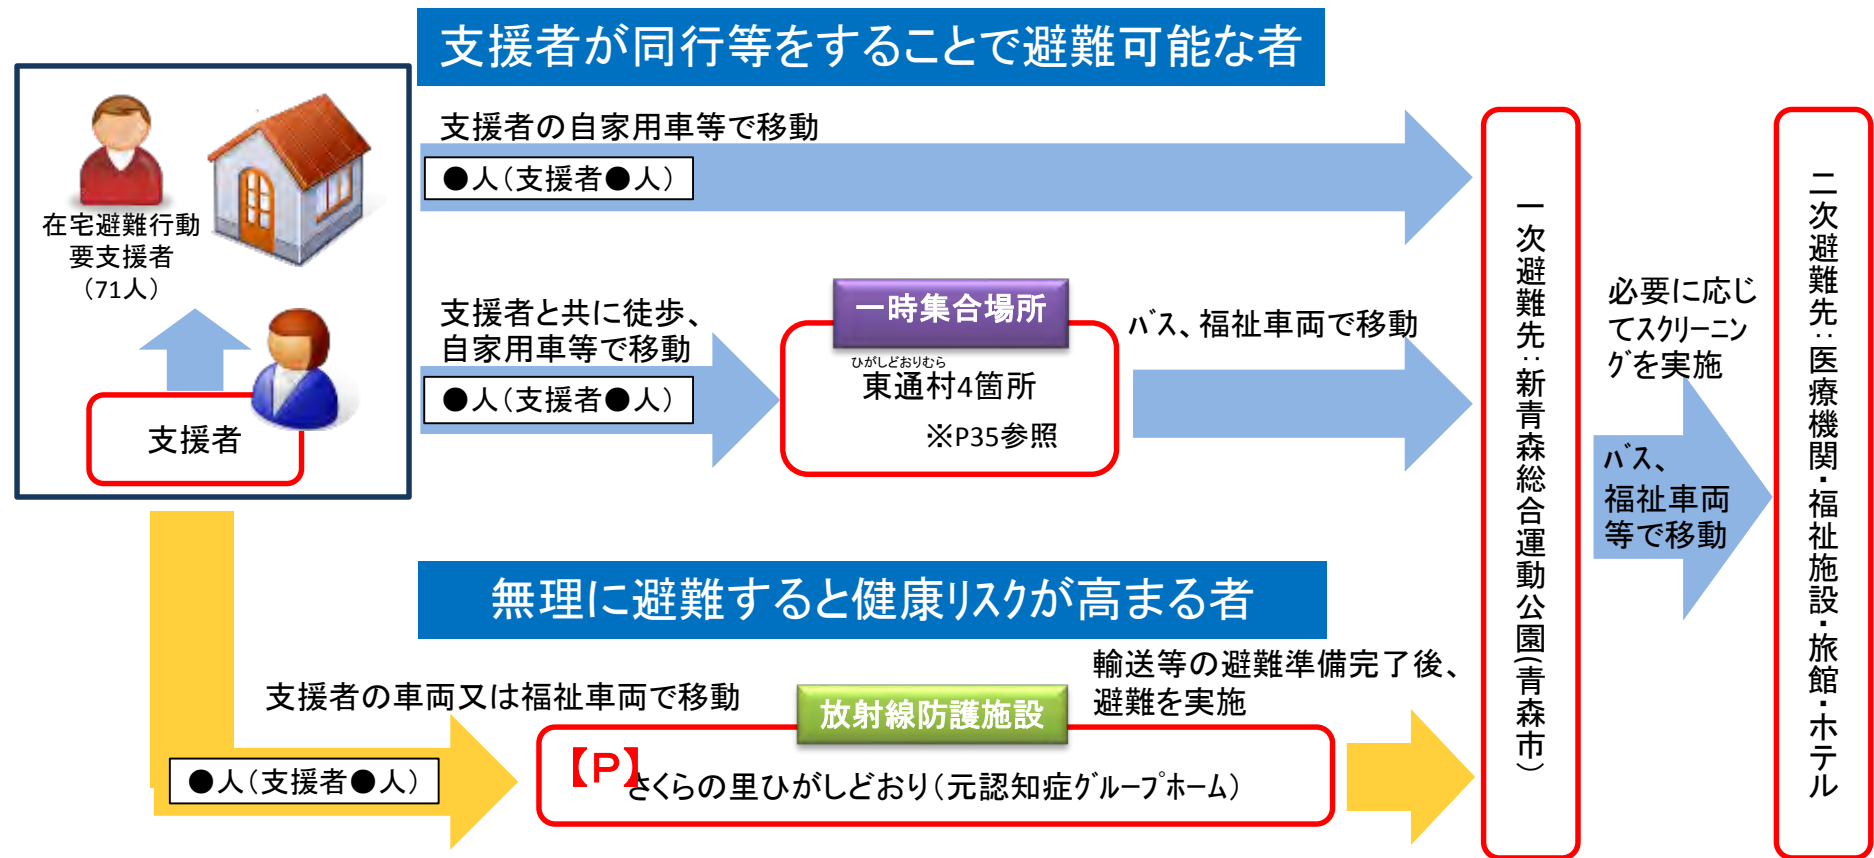 支援者が同行等をすることで避難可能な者
在宅避難行動
要支援者
（71人）
支援者
支援者の自家用車等で移動
●人（支援者●人）
支援者と共に徒歩、
自家用車等で移動
●人（支援者●人）
一時集合場所
ひがしどおりむら
東通村4箇所
※P35参照
バス、福祉車両で移動
無理に避難すると健康リスクが高まる者
支援者の車両又は福祉車両で移動
●人（支援者●人）
放射線防護施設
【P】
さくらの里ひがしどおり（元認知症グループホーム）
輸送等の避難準備完了後、
避難を実施
一次避難先：新青森総合運動公園（青森市）
必要に応じ
てスクリーニン
グを実施
バス、
福祉車両
等で移動
二次避難先：医療機関・福祉施設・旅館・ホテル